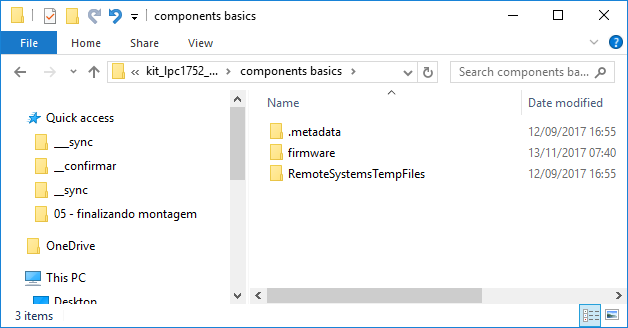 components basics
File Home Share View
kit_lpc1752_... components basics Search components ba...
Name Date modified
Quick access
__sync
__confirmar
__sync
05 - finalizando montagem
OneDrive
This PC
Desktop
.metadata 12/09/2017 16:55
firmware 13/11/2017 07:40
RemoteSystemsTempFiles 12/09/2017 16:55
3 items